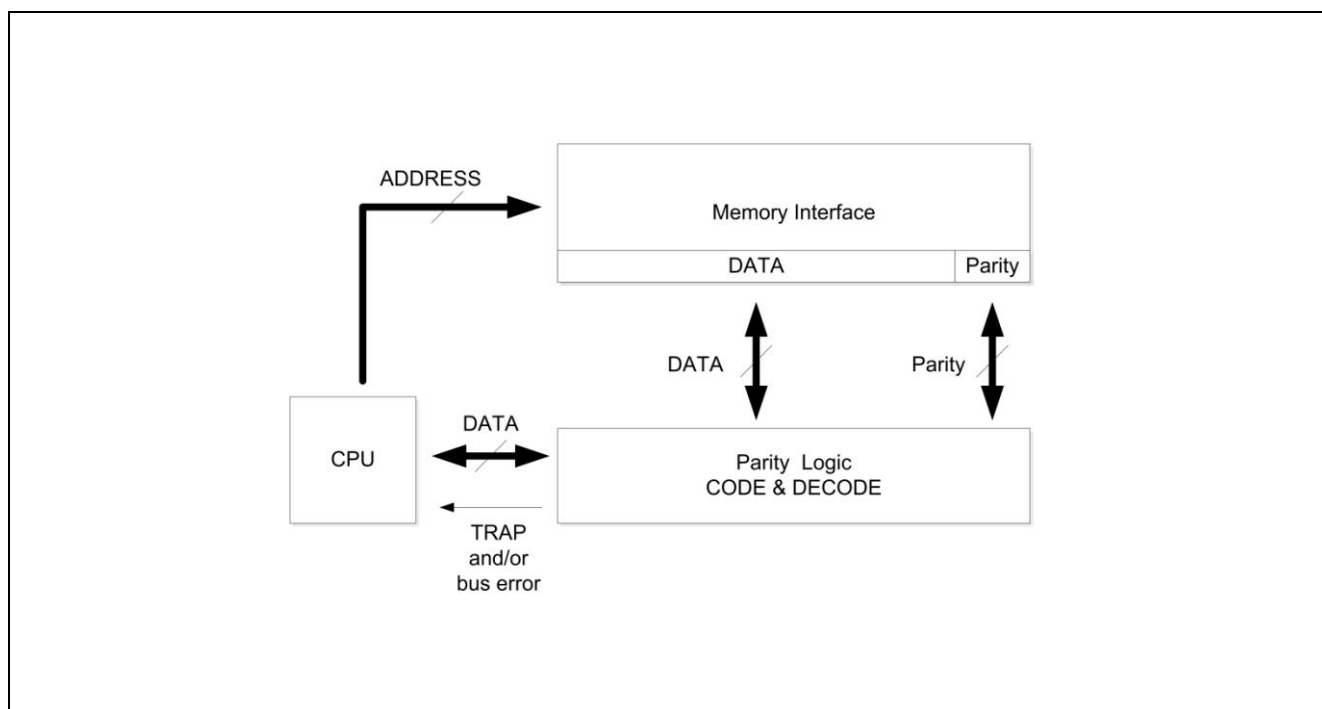 ADDRESS
Memory Interface
DATA
Parity
DATA
Parity
CPU
DATA
Parity Logic
CODE & DECODE
TRAP
and/or
bus error